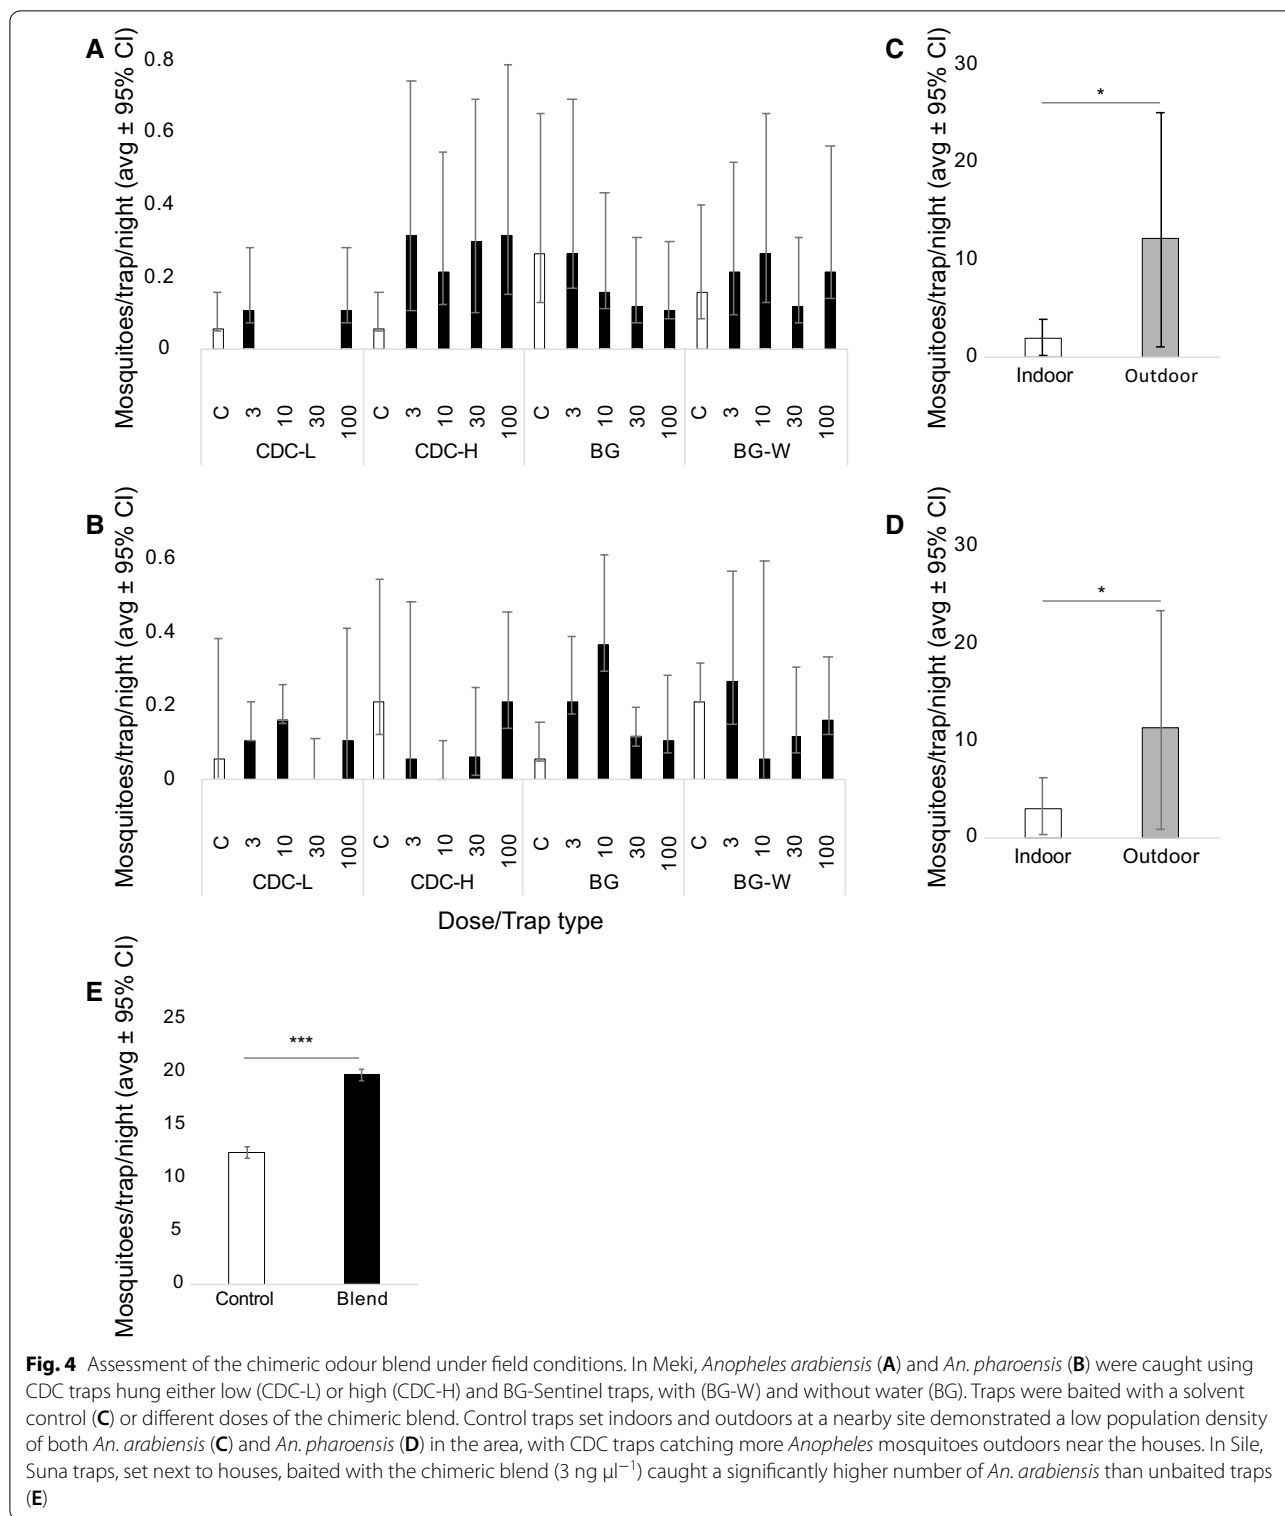 A
Mosquitoes/trap/night (avg ± 95% CI)
0.8
0.6
0.4
0.2
0
C 3 10 30 100 C 3 10 30 100 C 3 10 30 100 C 3 10 30 100
CDC-L CDC-H BG BG-W
C
Mosquitoes/trap/night (avg ± 95% CI)
30
20
10
0
*
Indoor Outdoor
B
Mosquitoes/trap/night (avg ± 95% CI)
0.6
0.4
0.2
0
C 3 10 30 100 C 3 10 30 100 C 3 10 30 100 C 3 10 30 100
CDC-L CDC-H BG BG-W
Dose/Trap type
D
Mosquitoes/trap/night (avg ± 95% CI)
30
20
10
0
*
Indoor Outdoor
E
Mosquitoes/trap/night (avg ± 95% CI)
25
20
15
10
5
0
***
Control Blend
Fig. 4 Assessment of the chimeric odour blend under field conditions. In Meki, Anopheles arabiensis (A) and An. pharoensis (B) were caught using
CDC traps hung either low (CDC-L) or high (CDC-H) and BG-Sentinel traps, with (BG-W) and without water (BG). Traps were baited with a solvent
control (C) or different doses of the chimeric blend. Control traps set indoors and outdoors at a nearby site demonstrated a low population density
of both An. arabiensis (C) and An. pharoensis (D) in the area, with CDC traps catching more Anopheles mosquitoes outdoors near the houses. In Sile,
Suna traps, set next to houses, baited with the chimeric blend (3 ng µl−1) caught a significantly higher number of An. arabiensis than unbaited traps
(E)